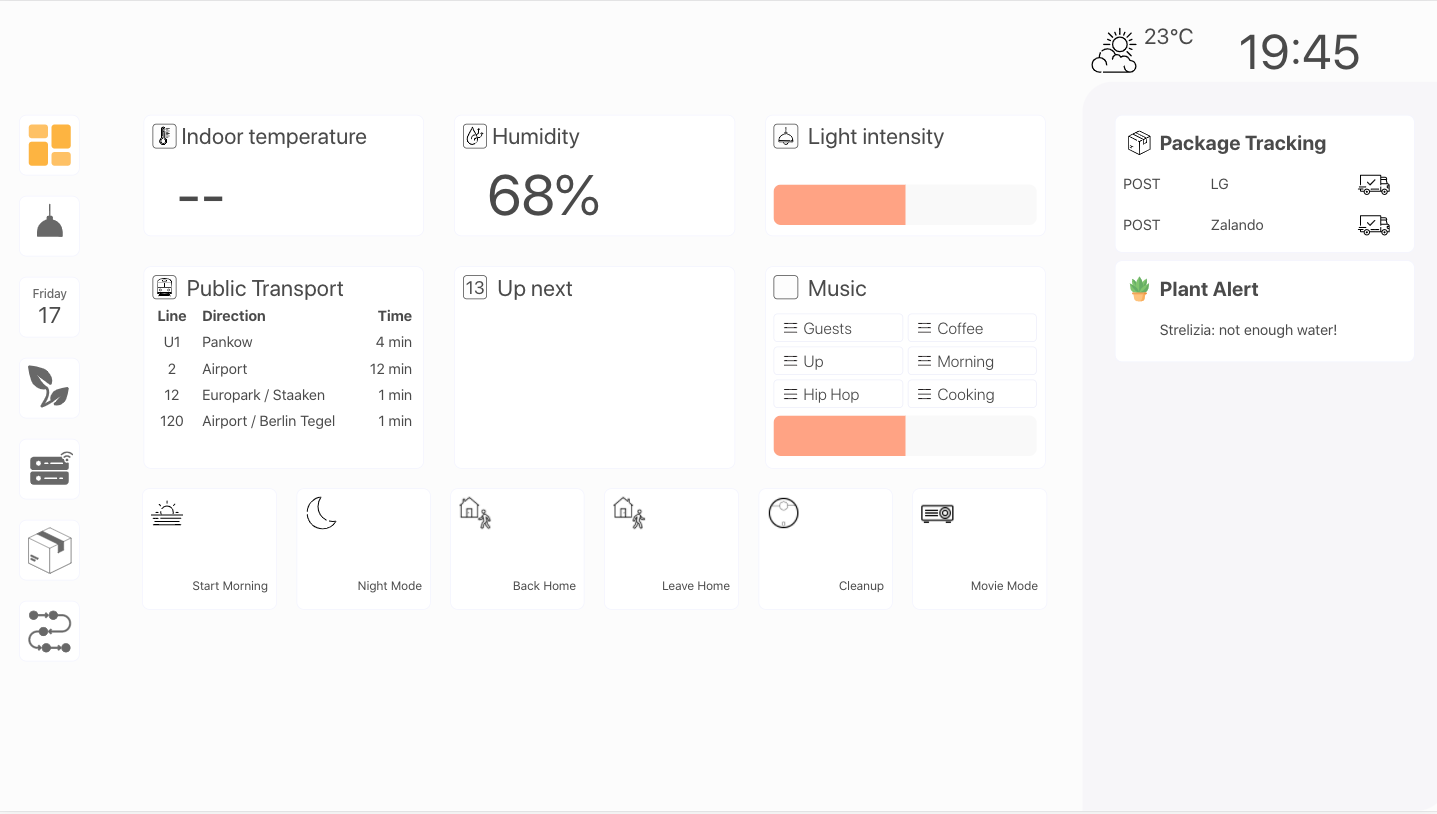 23°C
19:45
Friday
17
Indoor temperature
--
Humidity
68%
Light intensity
Public Transport
Line Direction Time
U1 Pankow 4 min
2 Airport 12 min
12 Europark / Staaken 1 min
120 Airport / Berlin Tegel 1 min
13 Up next
Music
Guests Coffee
Up Morning
Hip Hop Cooking
Start Morning
Night Mode
Back Home
Leave Home
Cleanup
Movie Mode
Package Tracking
POST LG
POST Zalando
Plant Alert
Strelizia: not enough water!